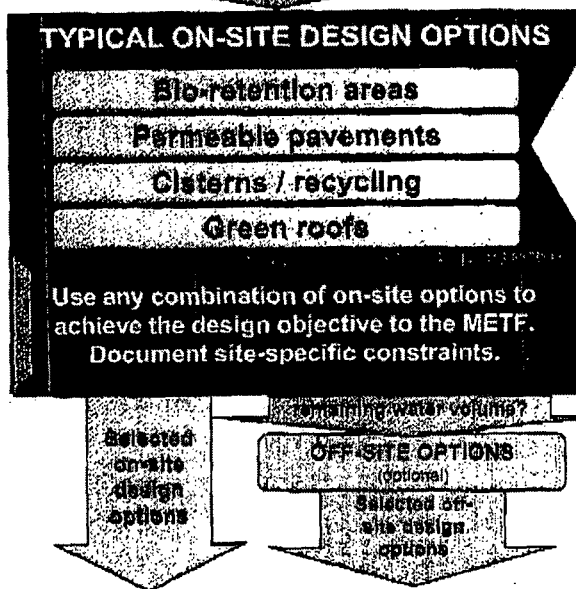 TYPICAL ON-SITE DESIGN OPTIONS
Bio-retention areas
Permeable pavements
Cisterns / recycling
Green roofs
Use any combination of on-site options to
achieve the design objective to the METF.
Document site-specific constraints.
remaining water volume?
Selected
on-site
design
options
OFF-SITE OPTIONS
(optional)
Selected off-
site design
options